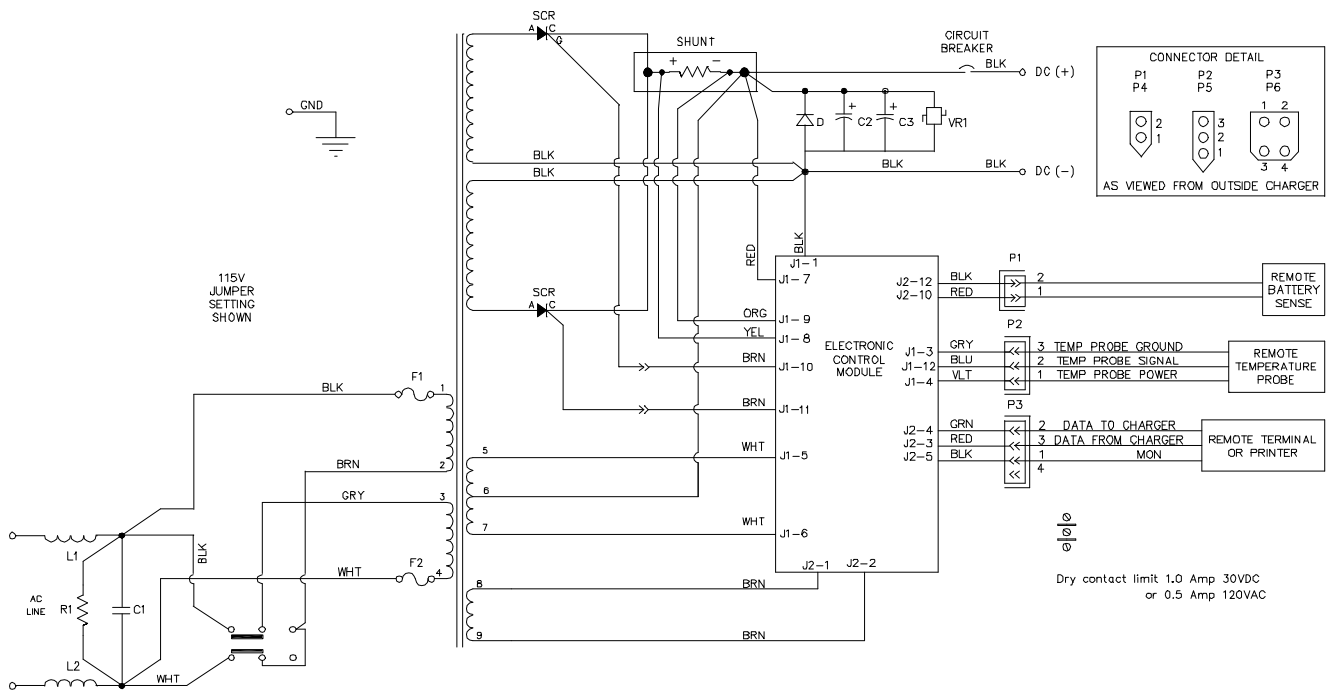 SCR
A C
G
SHUNT
+ −
CIRCUIT
BREAKER
BLK
DC (+)
CONNECTOR DETAIL
P1
P4
P2
P5
P3
P6
2
1
3
2
1
1 2
3 4
AS VIEWED FROM OUTSIDE CHARGER
GND
D
+
C2
+
C3
VR1
BLK
BLK
BLK
BLK
DC (−)
RED
BLK
115V
JUMPER
SETTING
SHOWN
SCR
A C
ORG
YEL
BRN
BRN
WHT
WHT
BRN
BRN
J1-1
J1-7
J1-9
J1-8
J1-10
J1-11
J1-5
J1-6
J2-1
J2-2
ELECTRONIC
CONTROL
MODULE
J2-12
J2-10
J1-3
J1-12
J1-4
J2-4
J2-3
J2-5
BLK
RED
GRY
BLU
VLT
GRN
RED
BLK
P1
2
1
REMOTE
BATTERY
SENSE
P2
3 TEMP PROBE GROUND
2 TEMP PROBE SIGNAL
1 TEMP PROBE POWER
REMOTE
TEMPERATURE
PROBE
P3
2 DATA TO CHARGER
3 DATA FROM CHARGER
1 MON
4
REMOTE TERMINAL
OR PRINTER
F1
BLK
1
BRN
2
GRY
3
WHT
F2
4
5
6
7
8
9
L1
BLK
AC
LINE
R1
C1
L2
WHT
Dry contact limit 1.0 Amp 30VDC
or 0.5 Amp 120VAC